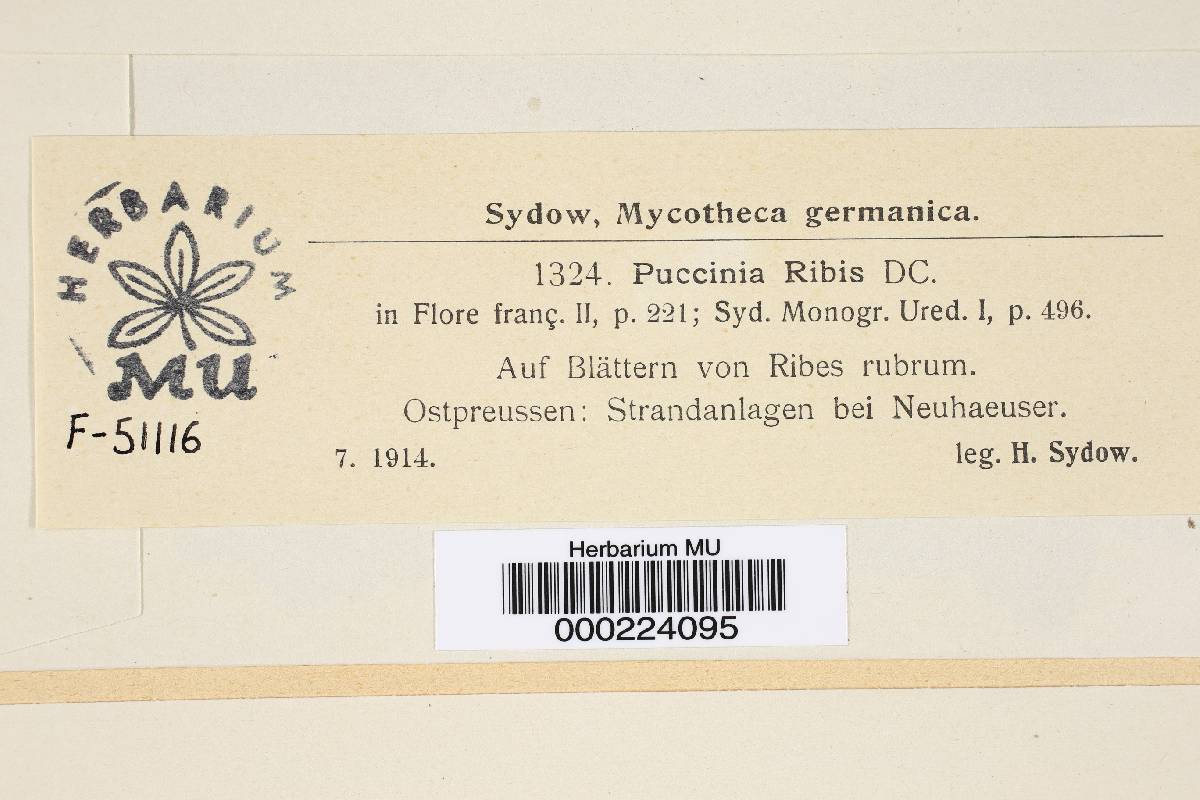 HERBARIUM
MU
F-51116
Sydow, Mycotheca germanica.
1324. Puccinia Ribis DC.
in Flore franç. II, p. 221; Syd. Monogr. Ured. I, p. 496.
Auf Blättern von Ribes rubrum.
Ostpreussen: Strandanlagen bei Neuhaeuser.
7. 1914. leg. H. Sydow.
Herbarium MU
000224095